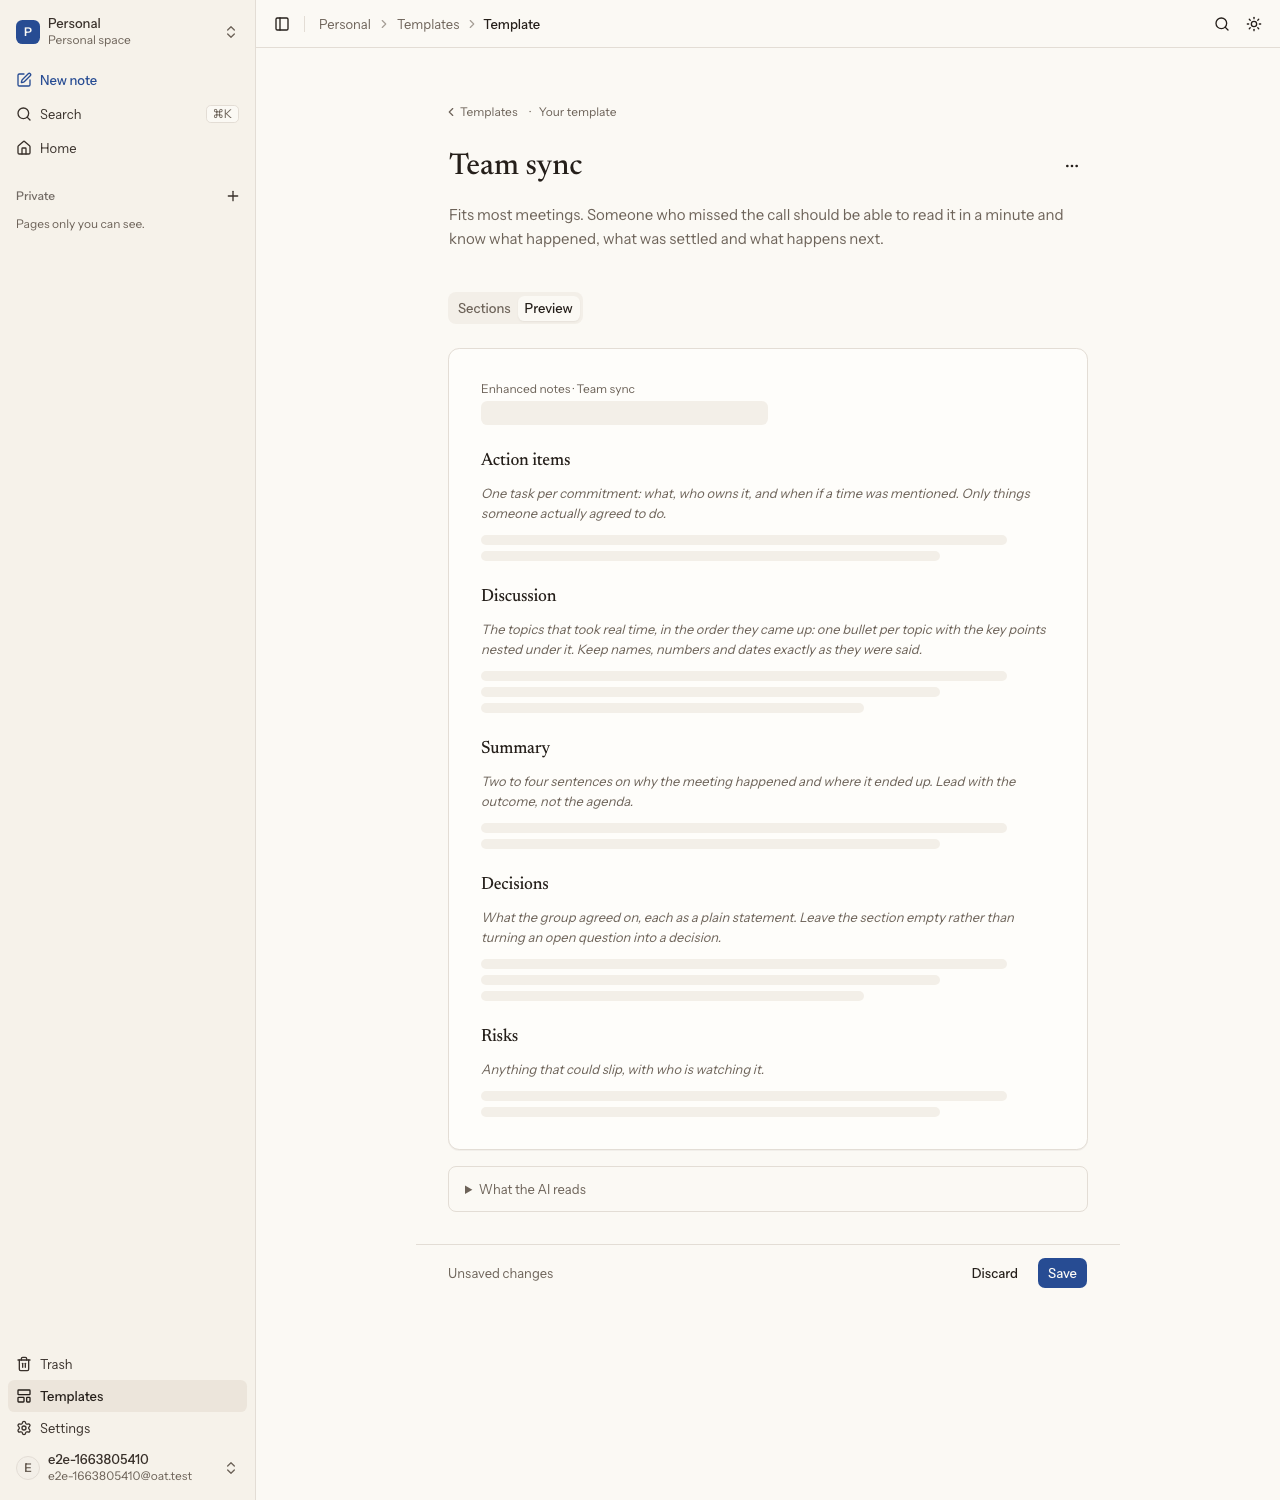 P
Personal
Personal space
New note
Search
⌘K
Home
Private
Pages only you can see.
Trash
Templates
Settings
E
e2e-1663805410
e2e-1663805410@oat.test
Personal
Templates
Template
Templates · Your template
Team sync
Fits most meetings. Someone who missed the call should be able to read it in a minute and
know what happened, what was settled and what happens next.
Sections
Preview
Enhanced notes · Team sync
Action items
One task per commitment: what, who owns it, and when if a time was mentioned. Only things
someone actually agreed to do.
Discussion
The topics that took real time, in the order they came up: one bullet per topic with the key points
nested under it. Keep names, numbers and dates exactly as they were said.
Summary
Two to four sentences on why the meeting happened and where it ended up. Lead with the
outcome, not the agenda.
Decisions
What the group agreed on, each as a plain statement. Leave the section empty rather than
turning an open question into a decision.
Risks
Anything that could slip, with who is watching it.
What the AI reads
Unsaved changes
Discard
Save